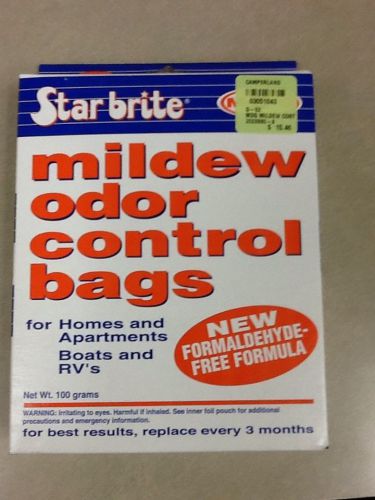 Star brite®
CAMPERLAND
03001040
mildew
odor
control
bags
for Homes and
Apartments
Boats and
RV's
NEW
FORMALDEHYDE-
FREE FORMULA
Net Wt. 100 grams
WARNING: Irritating to eyes. Harmful if inhaled. See inner foil pouch for additional
precautions and emergency information.
for best results, replace every 3 months